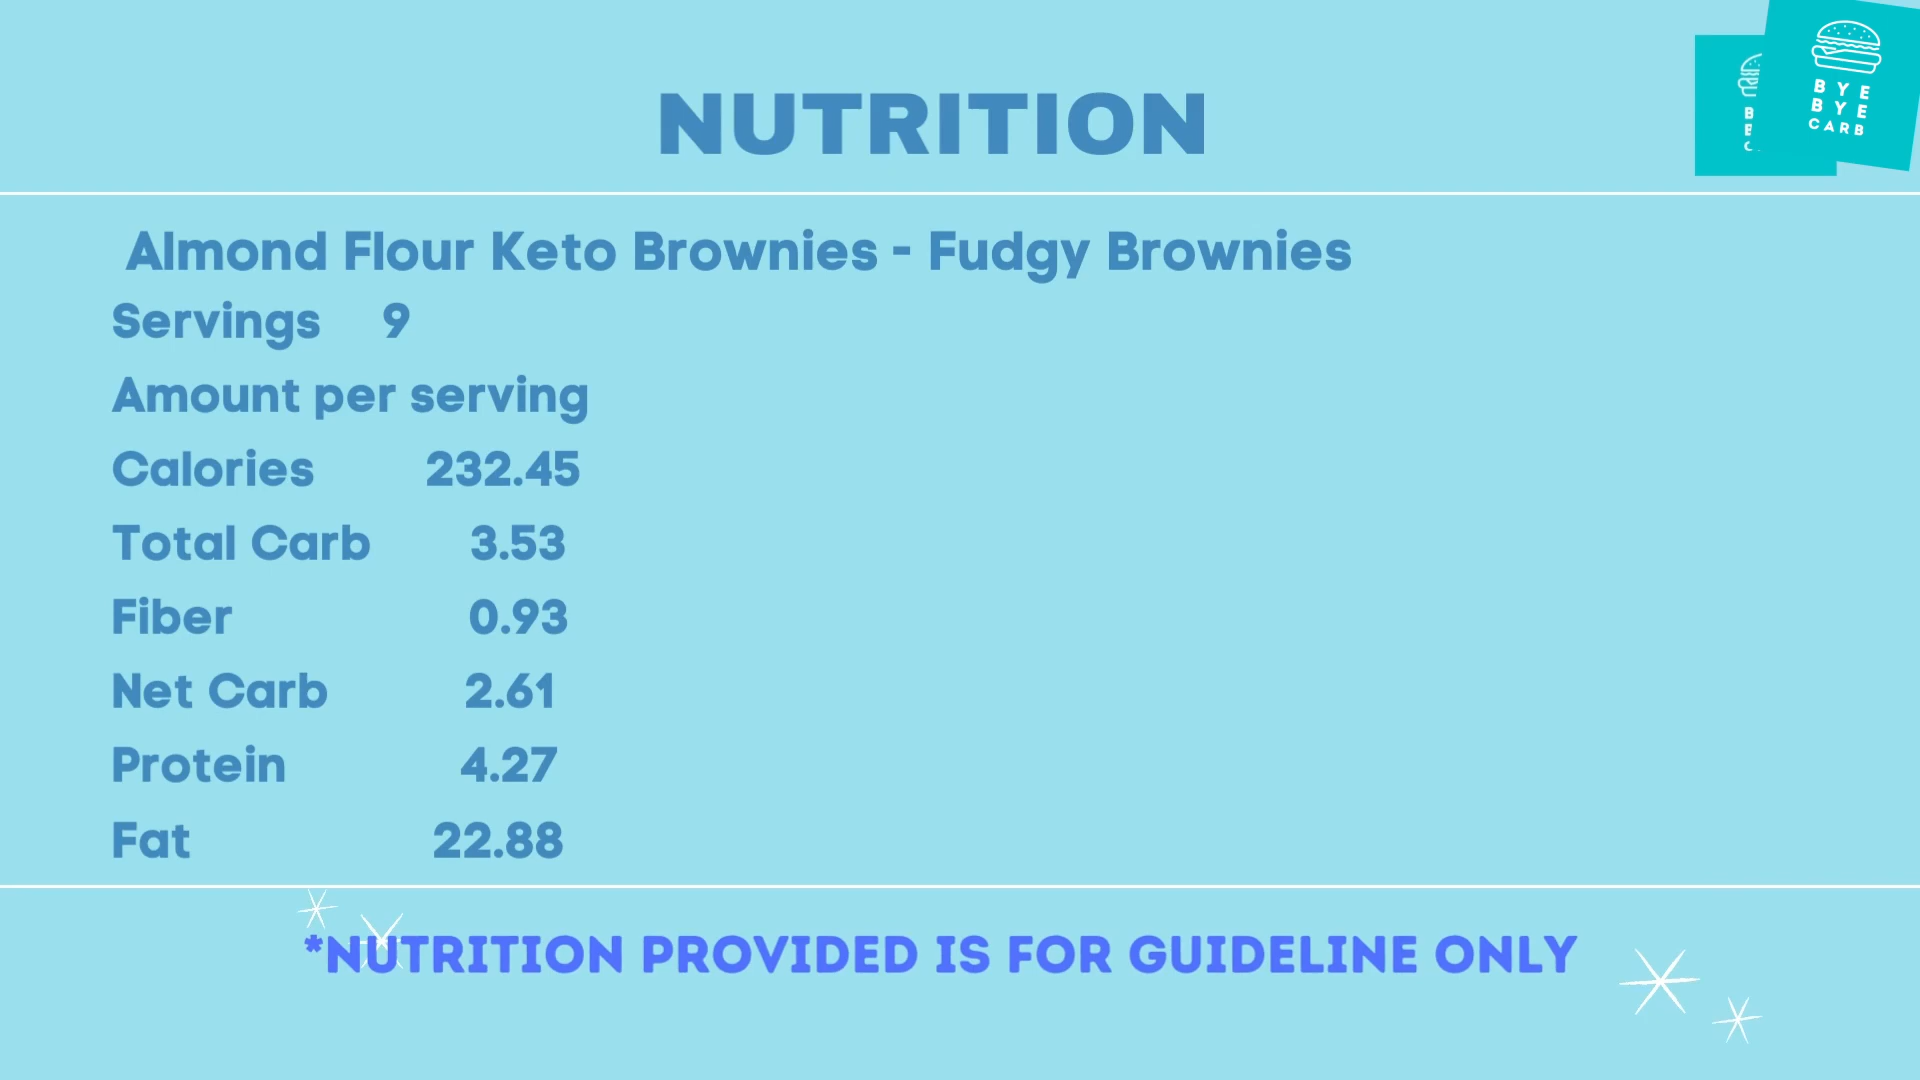 NUTRITION
BYE
BYE
CARB
Almond Flour Keto Brownies - Fudgy Brownies
Servings 9
Amount per serving
Calories 232.45
Total Carb 3.53
Fiber 0.93
Net Carb 2.61
Protein 4.27
Fat 22.88
*NUTRITION PROVIDED IS FOR GUIDELINE ONLY